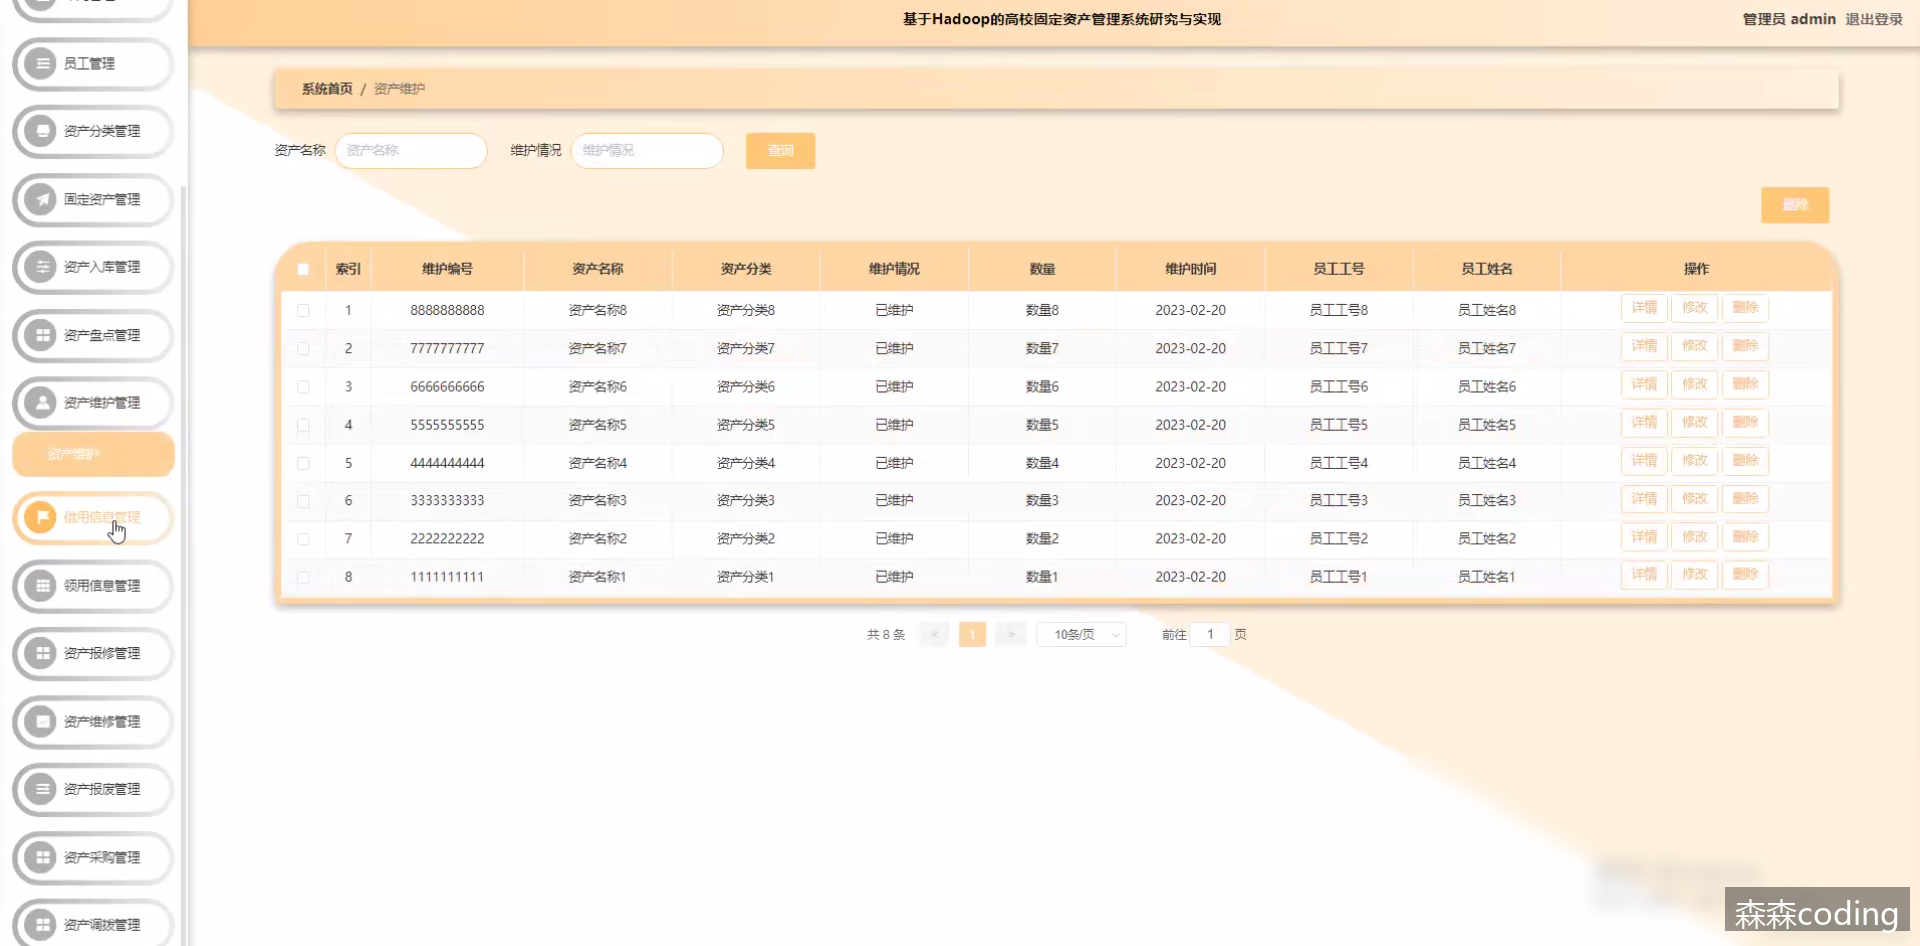 基于Hadoop的高校固定资产管理系统研究与实现
管理员 admin 退出登录
员工管理
资产分类管理
固定资产管理
资产入库管理
资产盘点管理
资产维护管理
资产维护
借用信息管理
领用信息管理
资产报修管理
资产维修管理
资产报废管理
资产采购管理
资产调拨管理
系统首页 / 资产维护
资产名称 资产名称 维护情况 维护情况 查询
删除
索引 维护编号 资产名称 资产分类 维护情况 数量 维护时间 员工工号 员工姓名 操作
1 8888888888 资产名称8 资产分类8 已维护 数量8 2023-02-20 员工工号8 员工姓名8 详情 修改 删除
2 7777777777 资产名称7 资产分类7 已维护 数量7 2023-02-20 员工工号7 员工姓名7 详情 修改 删除
3 6666666666 资产名称6 资产分类6 已维护 数量6 2023-02-20 员工工号6 员工姓名6 详情 修改 删除
4 5555555555 资产名称5 资产分类5 已维护 数量5 2023-02-20 员工工号5 员工姓名5 详情 修改 删除
5 4444444444 资产名称4 资产分类4 已维护 数量4 2023-02-20 员工工号4 员工姓名4 详情 修改 删除
6 3333333333 资产名称3 资产分类3 已维护 数量3 2023-02-20 员工工号3 员工姓名3 详情 修改 删除
7 2222222222 资产名称2 资产分类2 已维护 数量2 2023-02-20 员工工号2 员工姓名2 详情 修改 删除
8 1111111111 资产名称1 资产分类1 已维护 数量1 2023-02-20 员工工号1 员工姓名1 详情 修改 删除
共 8 条 < 1 > 10条/页 前往 1 页
森森coding